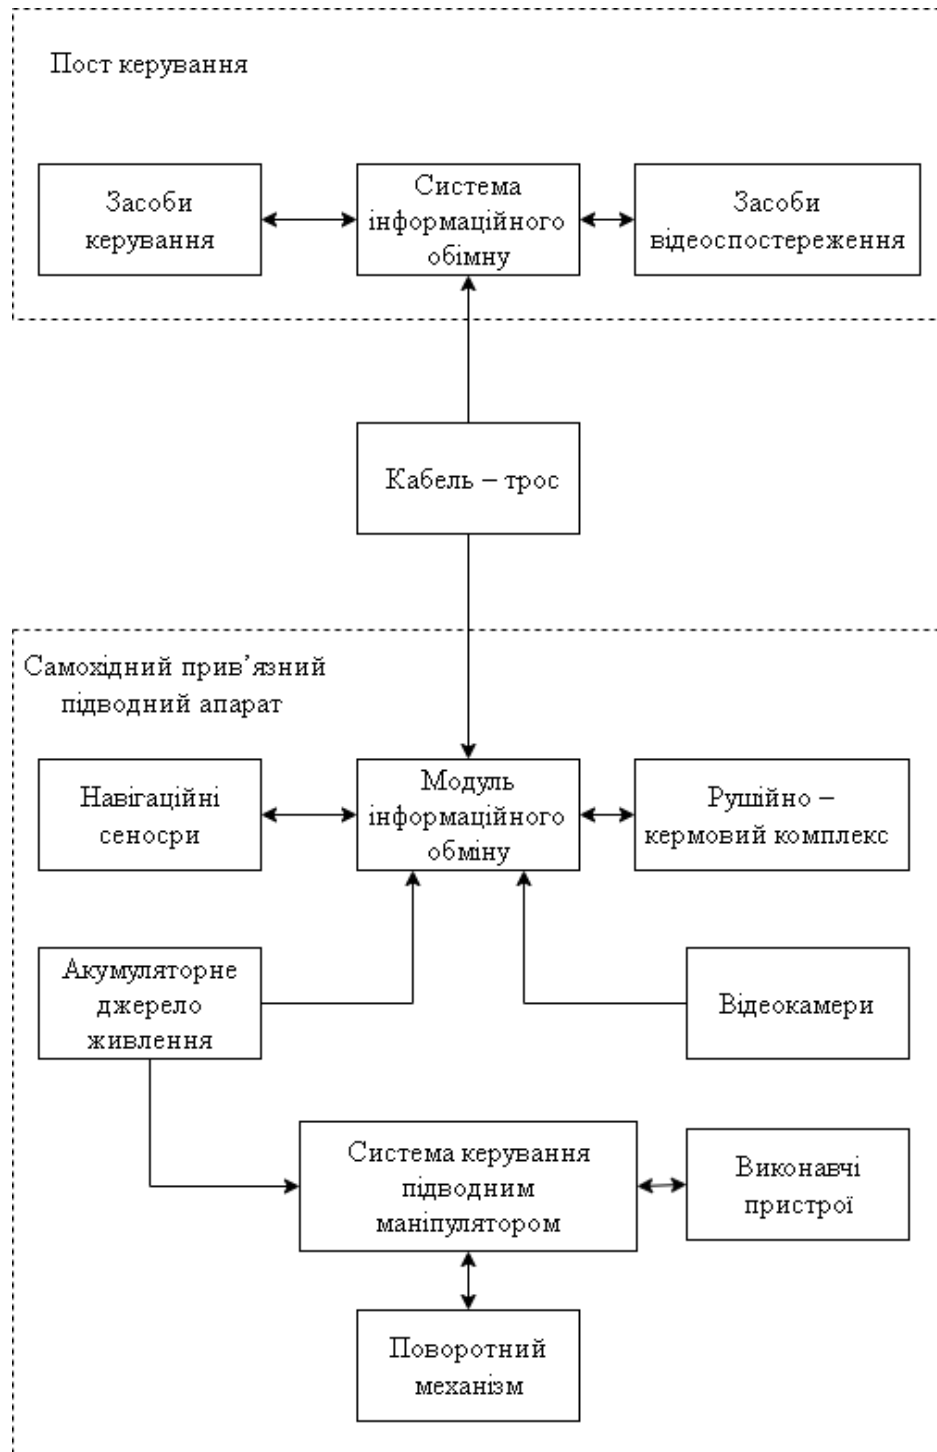 Пост керування
Засоби
керування
Система
інформаційного
обімну
Засоби
відеоспостереження
Кабель – трос
Самохідний прив’язний
підводний апарат
Навігаційні
сеносри
Модуль
інформаційного
обміну
Рушійно –
кермовий комплекс
Акумуляторне
джерело
живлення
Відеокамери
Система керування
підводним
маніпулятором
Виконавчі
пристрої
Поворотний
механізм